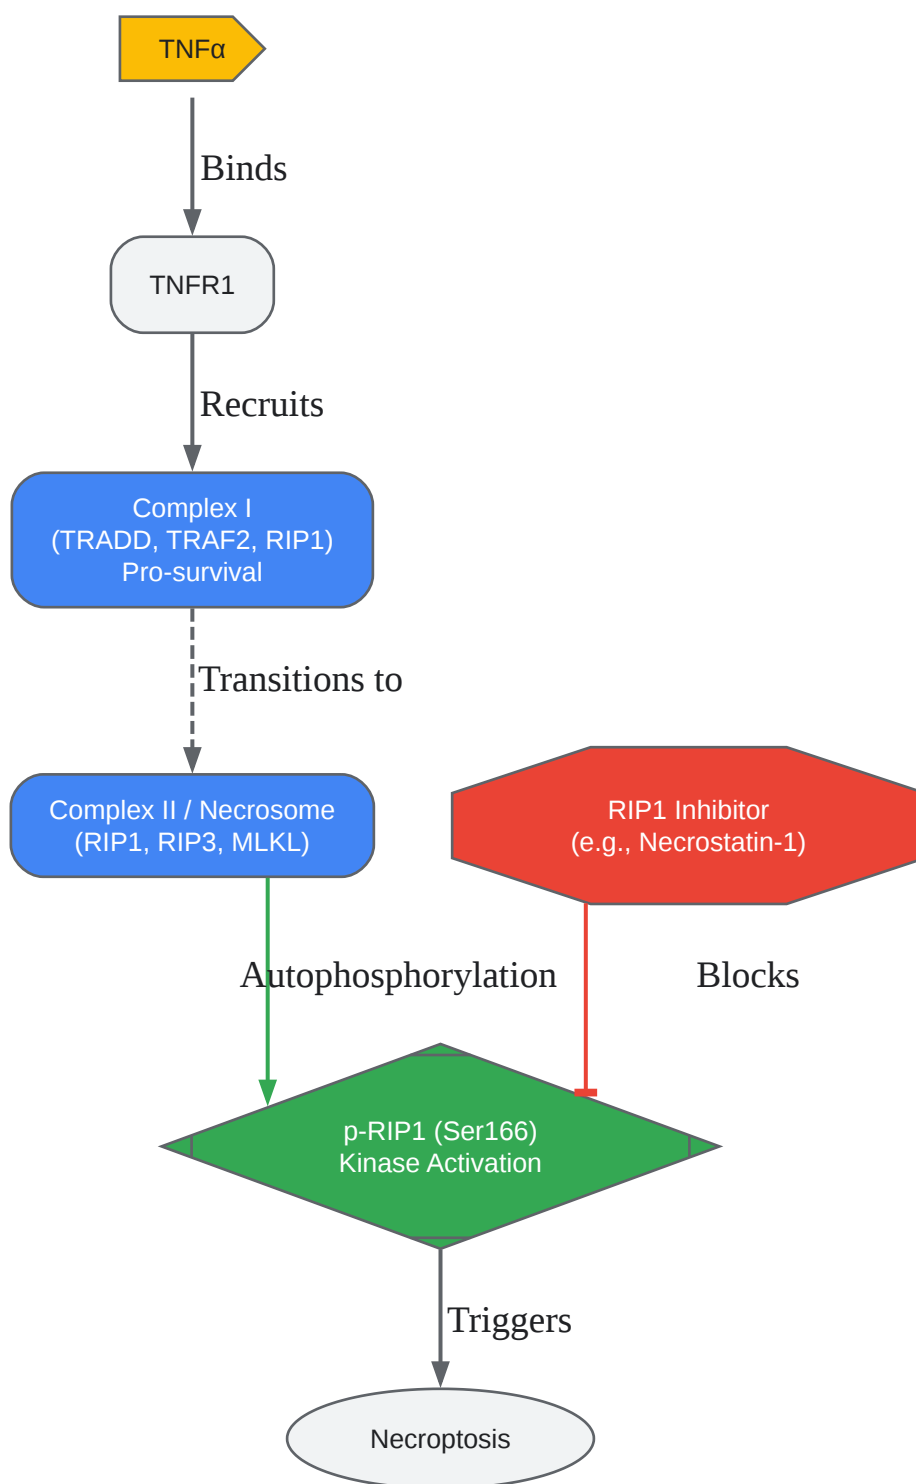 TNFα
Binds
TNFR1
Recruits
Complex I
(TRADD, TRAF2, RIP1)
Pro-survival
Transitions to
Complex II / Necrosome
(RIP1, RIP3, MLKL)
RIP1 Inhibitor
(e.g., Necrostatin-1)
Autophosphorylation
Blocks
p-RIP1 (Ser166)
Kinase Activation
Triggers
Necroptosis